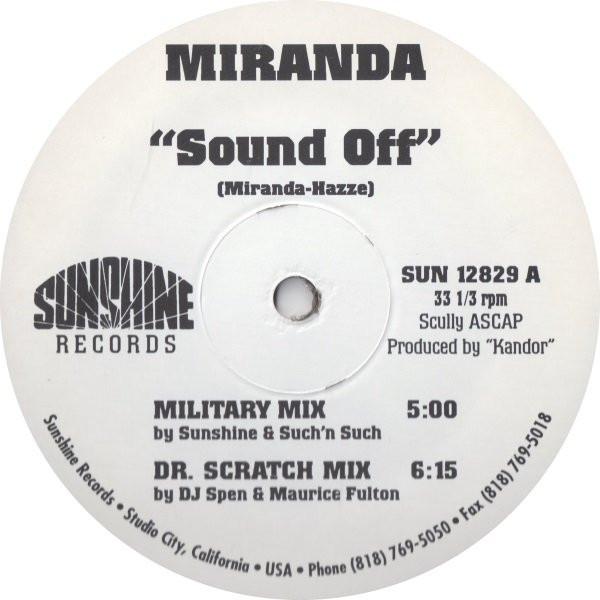 MIRANDA
“Sound Off”
(Miranda-Hazze)
SUNSHINE
RECORDS
SUN 12829 A
33 1/3 rpm
Scully ASCAP
Produced by “Kandor”
MILITARY MIX 5:00
by Sunshine & Such'n Such
DR. SCRATCH MIX 6:15
by DJ Spen & Maurice Fulton
Sunshine Records • Studio City, California • USA • Phone (818) 769-5050 • Fax (818) 769-5018